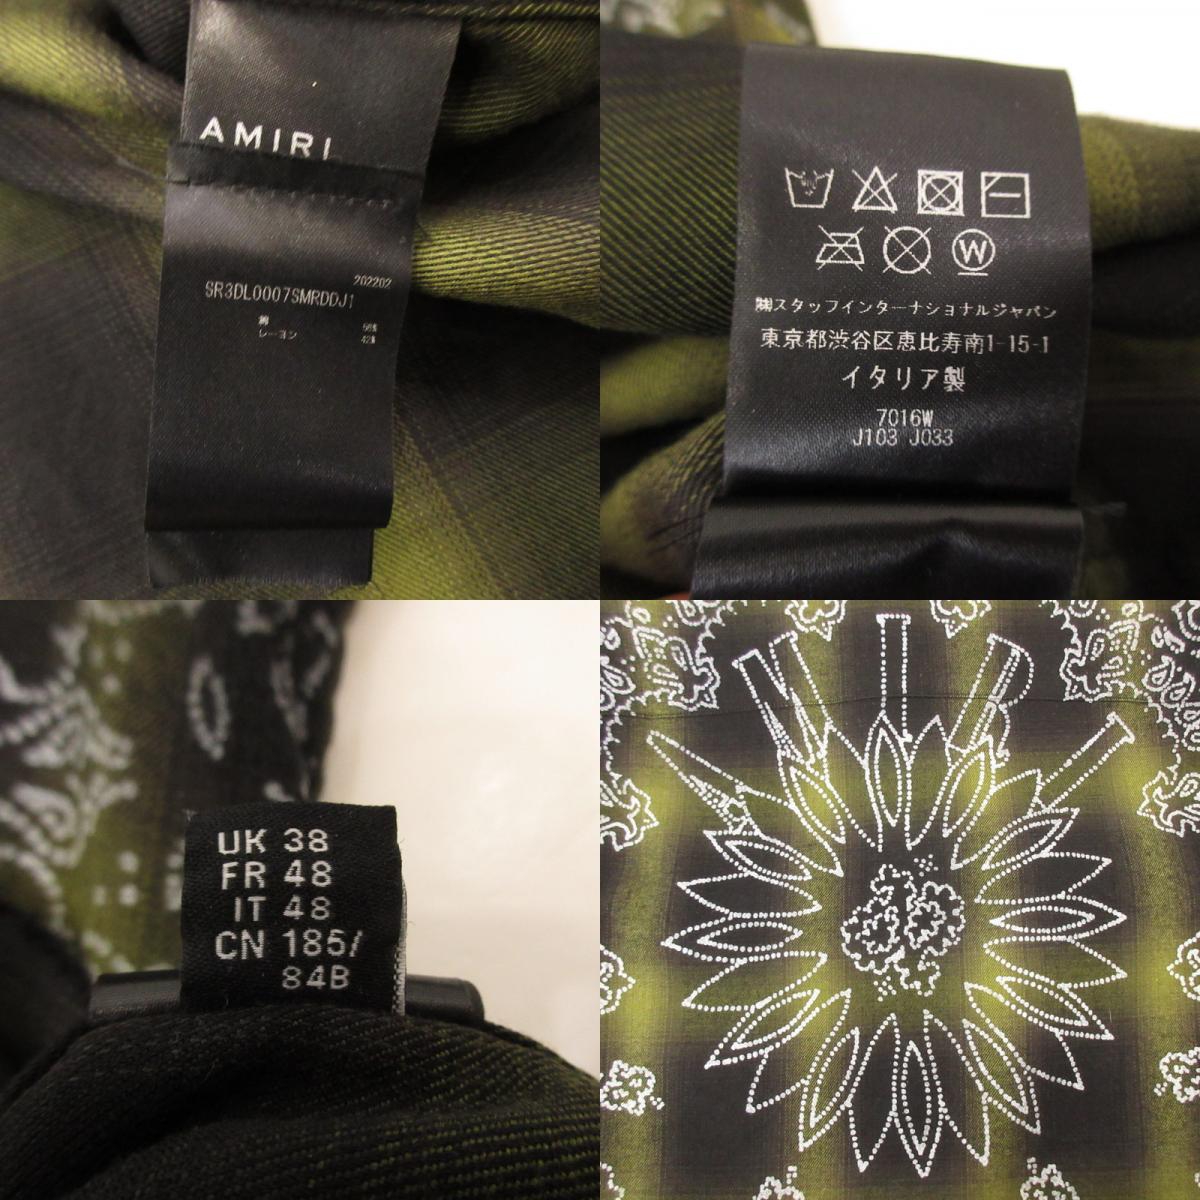 AMIRI
202202
SR3DL0007SMRDDJ1
綿 58%
レーヨン 42%
W
㈱スタッフインターナショナルジャパン
東京都渋谷区恵比寿南1-15-1
イタリア製
7016W
J103 J033
UK 38
FR 48
IT 48
CN 185/
84B
AMIRI